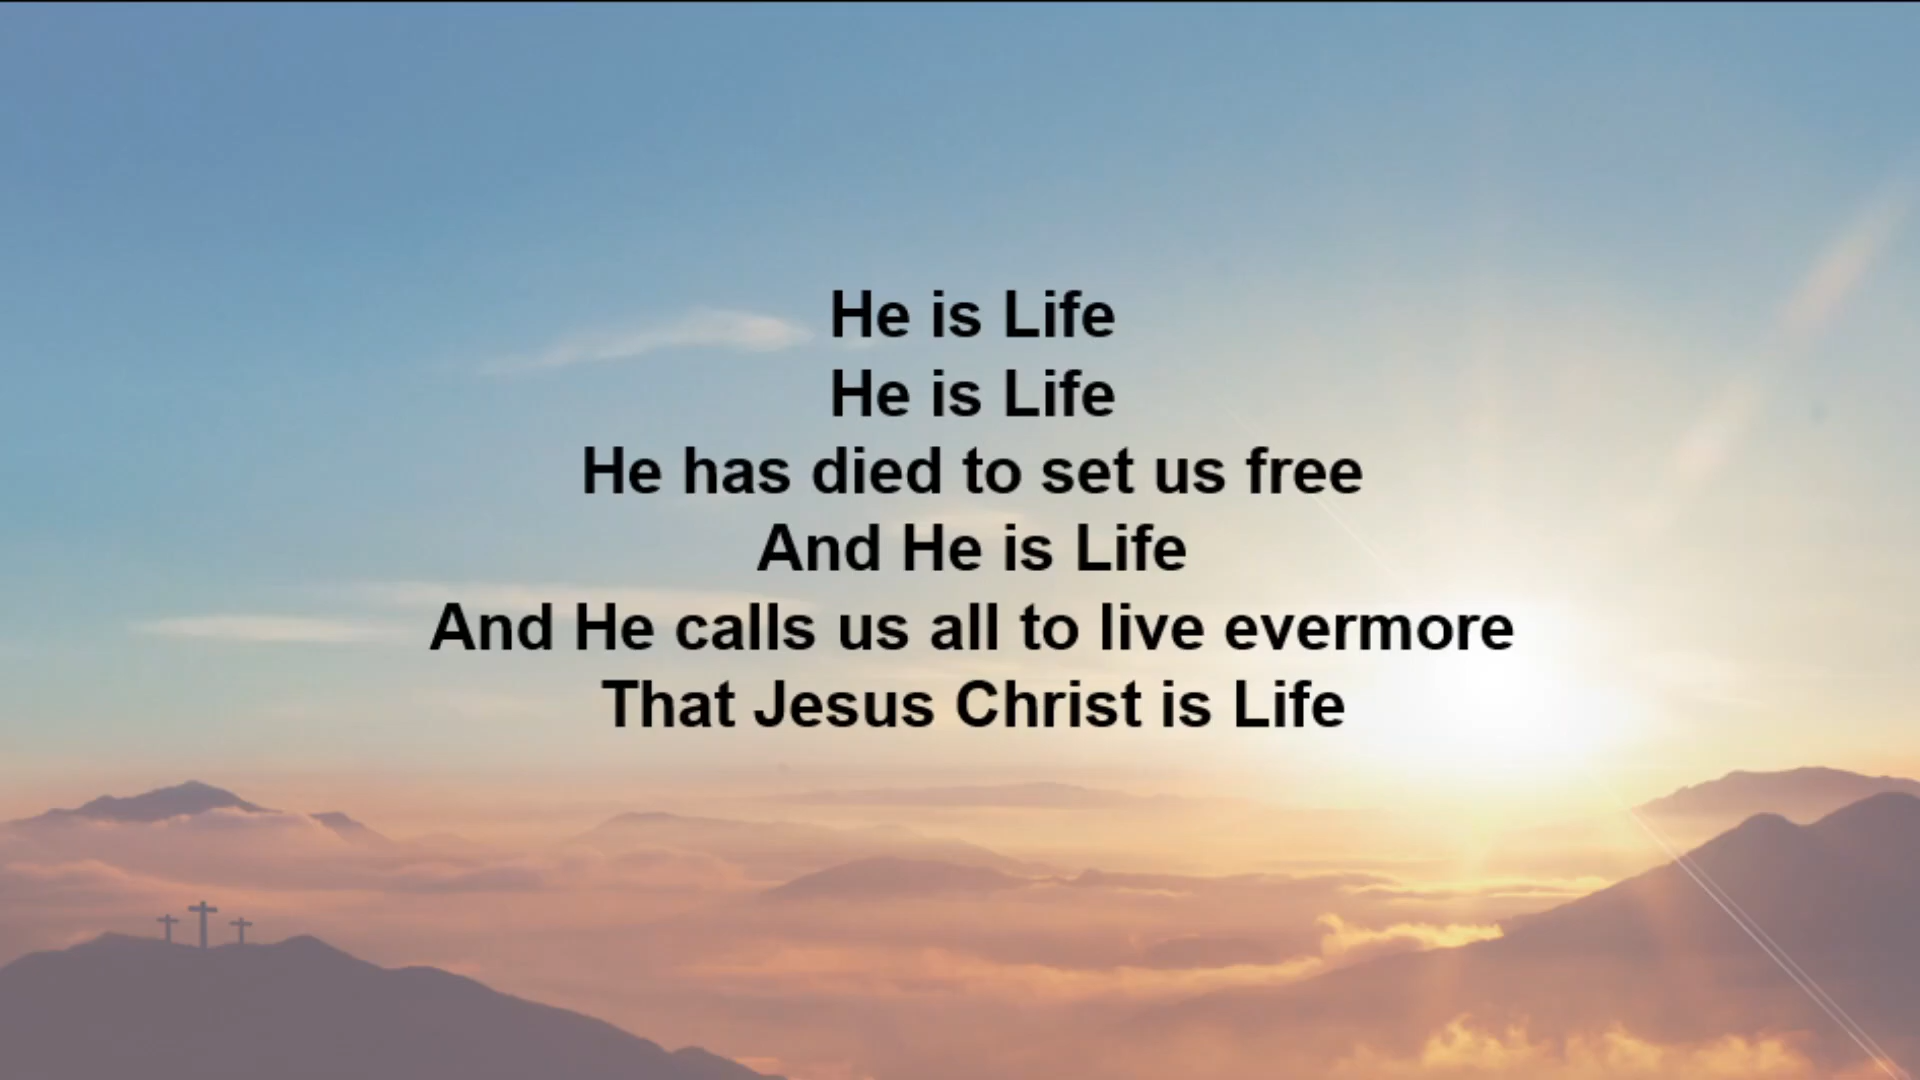 He is Life
He is Life
He has died to set us free
And He is Life
And He calls us all to live evermore
That Jesus Christ is Life